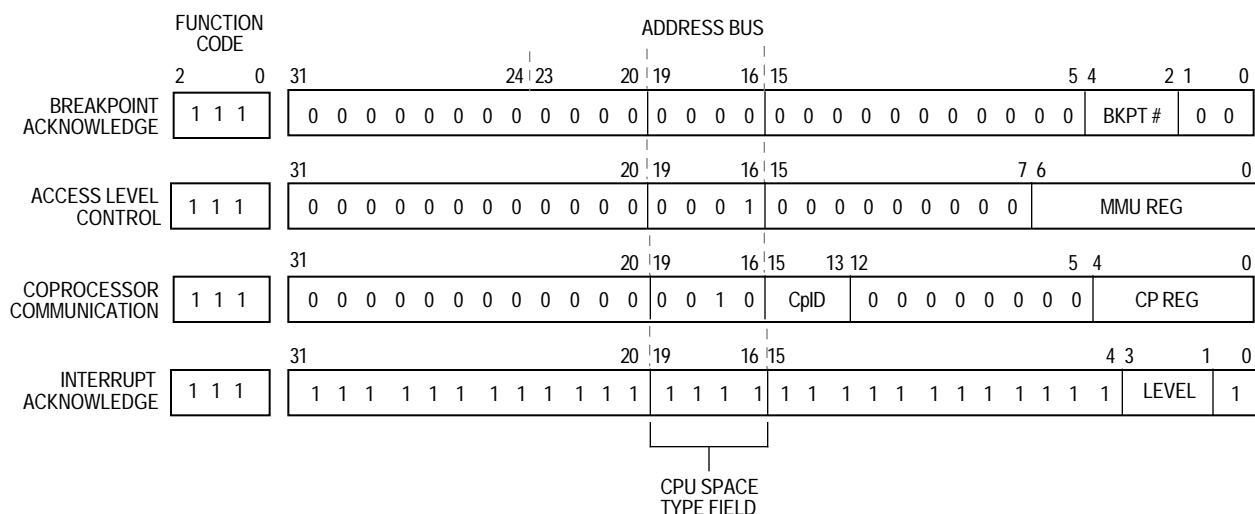 FUNCTION
CODE
ADDRESS BUS
2 0 31 24 23 20 19 16 15 5 4 2 1 0
BREAKPOINT
ACKNOWLEDGE
1 1 1 0 0 0 0 0 0 0 0 0 0 0 0 0 0 0 0 0 0 0 0 0 0 0 0 0 0 0 BKPT # 0 0
31 20 19 16 15 7 6 0
ACCESS LEVEL
CONTROL
1 1 1 0 0 0 0 0 0 0 0 0 0 0 0 0 0 0 1 0 0 0 0 0 0 0 0 0 MMU REG
31 20 19 16 15 13 12 5 4 0
COPROCESSOR
COMMUNICATION
1 1 1 0 0 0 0 0 0 0 0 0 0 0 0 0 0 1 0 CpID 0 0 0 0 0 0 0 0 CP REG
31 20 19 16 15 4 3 1 0
INTERRUPT
ACKNOWLEDGE
1 1 1 1 1 1 1 1 1 1 1 1 1 1 1 1 1 1 1 1 1 1 1 1 1 1 1 1 1 1 1 LEVEL 1
CPU SPACE
TYPE FIELD